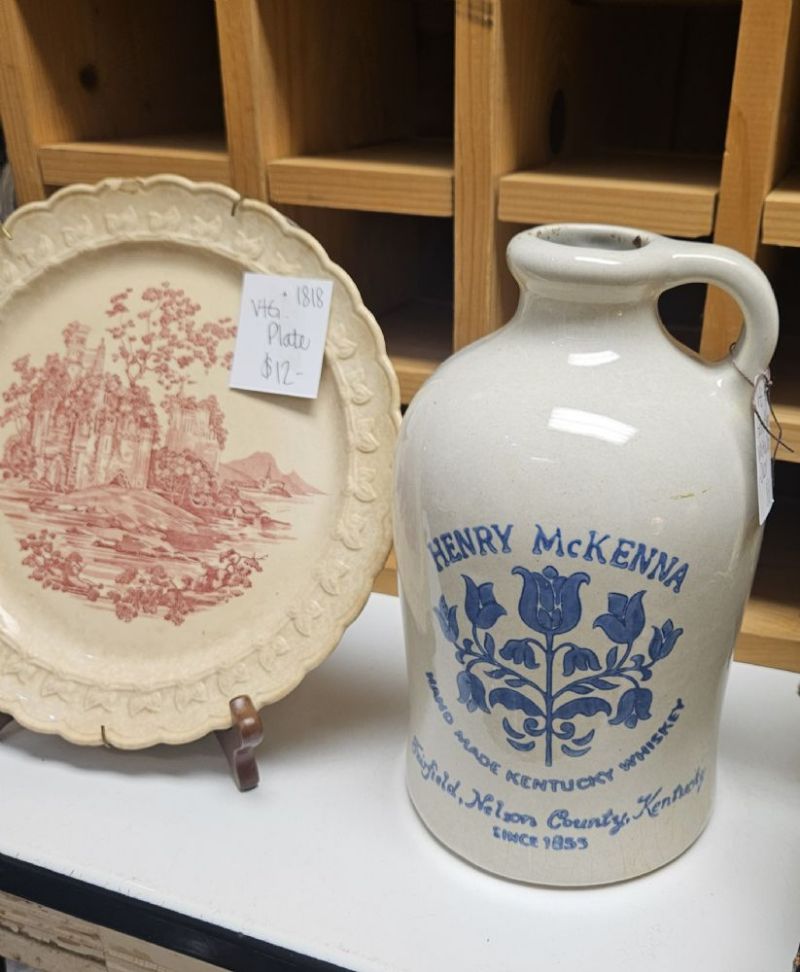 VtG. 1818
Plate
$12-
HENRY McKENNA
HAND MADE KENTUCKY WHISKEY
Fairfield, Nelson County, Kentucky
SINCE 1855